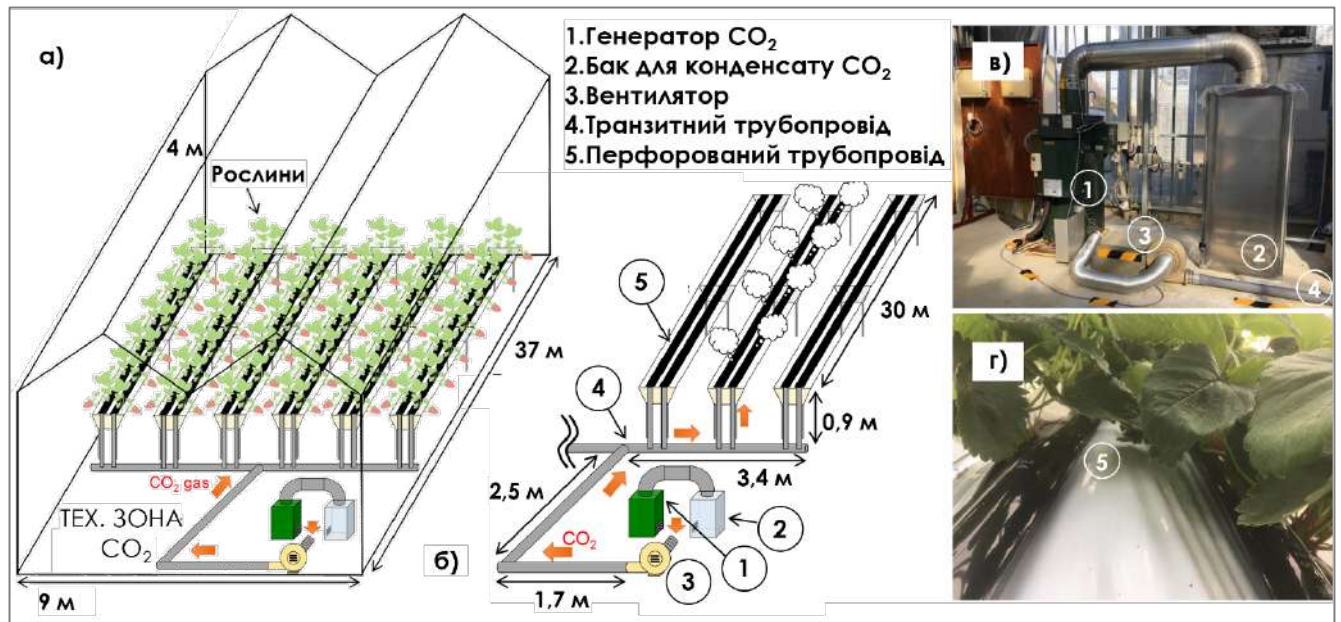 а)
4 м
Рослини
37 м
CO₂ gas
ТЕХ. ЗОНА
CO₂
9 м
1.Генератор CO₂
2.Бак для конденсату CO₂
3.Вентилятор
4.Транзитний трубопровід
5.Перфорований трубопровід
б)
5
30 м
4
0,9 м
3,4 м
2,5 м
2
CO₂
1
3
1,7 м
в)
1
3
2
4
г)
5